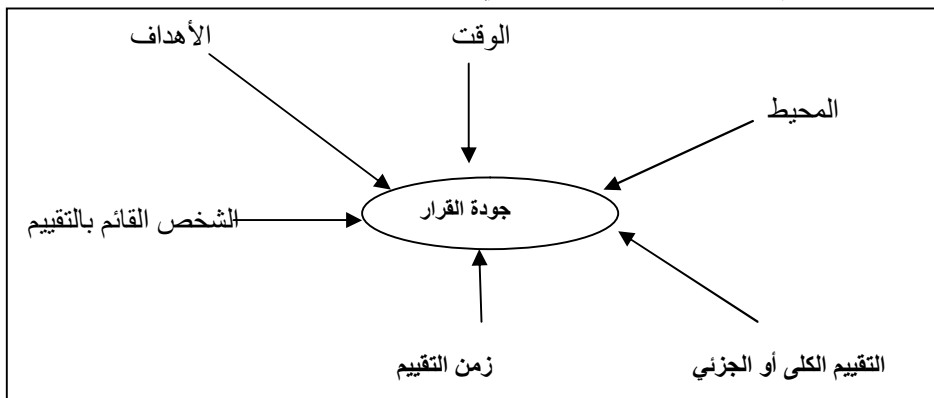 الوقت
الأهداف
المحيط
جودة القرار
الشخص القائم بالتقييم
التقييم الكلى أو الجزئي
زمن التقييم